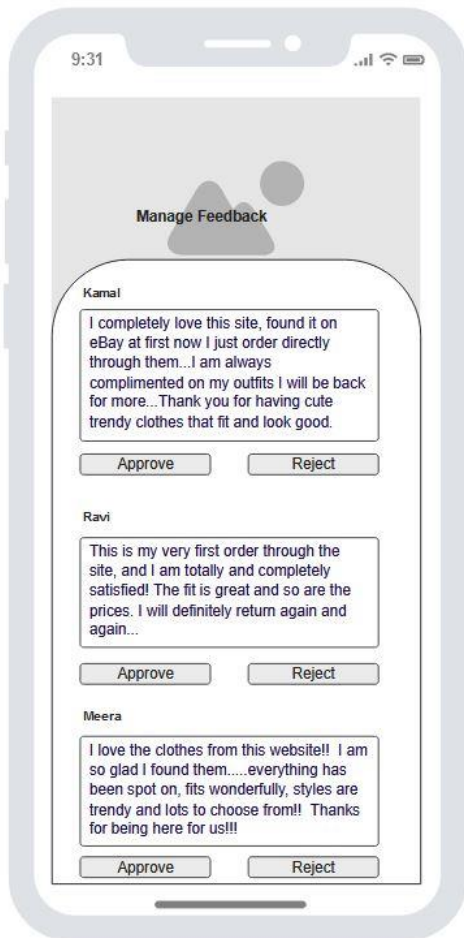 9:31
Manage Feedback
Kamal
I completely love this site, found it on
eBay at first now I just order directly
through them...I am always
complimented on my outfits I will be back
for more...Thank you for having cute
trendy clothes that fit and look good.
Approve Reject
Ravi
This is my very first order through the
site, and I am totally and completely
satisfied! The fit is great and so are the
prices. I will definitely return again and
again...
Approve Reject
Meera
I love the clothes from this website!!  I am
so glad I found them.....everything has
been spot on, fits wonderfully, styles are
trendy and lots to choose from!!  Thanks
for being here for us!!!
Approve Reject